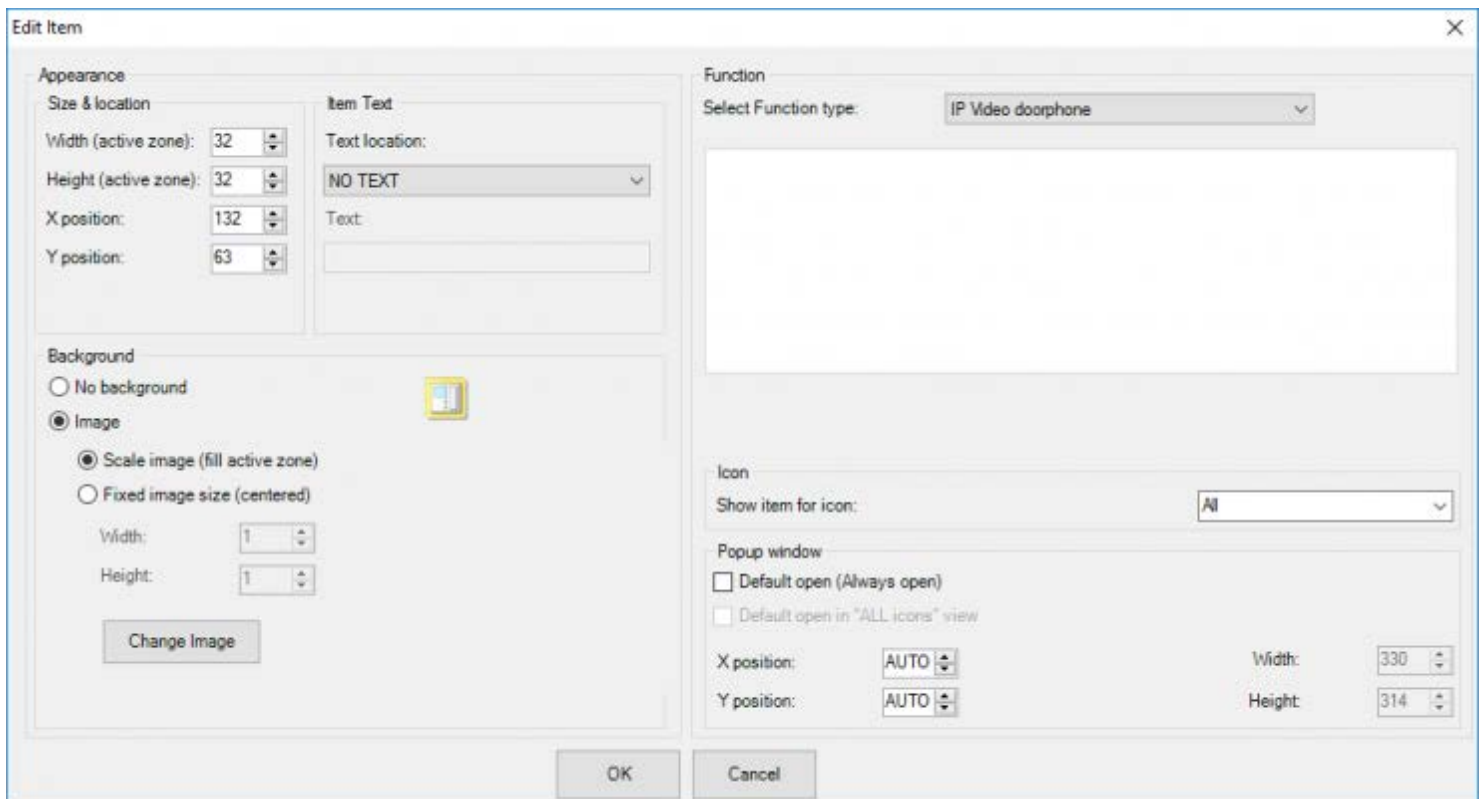 Edit Item
Appearance
Size & location
Width (active zone): 32
Height (active zone): 32
X position: 132
Y position: 63
Item Text
Text location:
NO TEXT
Text:
Background
No background
Image
Scale image (fill active zone)
Fixed image size (centered)
Width: 1
Height: 1
Change Image
Function
Select Function type: IP Video doorphone
Icon
Show item for icon: All
Popup window
Default open (Always open)
Default open in "ALL icons" view
X position: AUTO Width: 330
Y position: AUTO Height: 314
OK Cancel